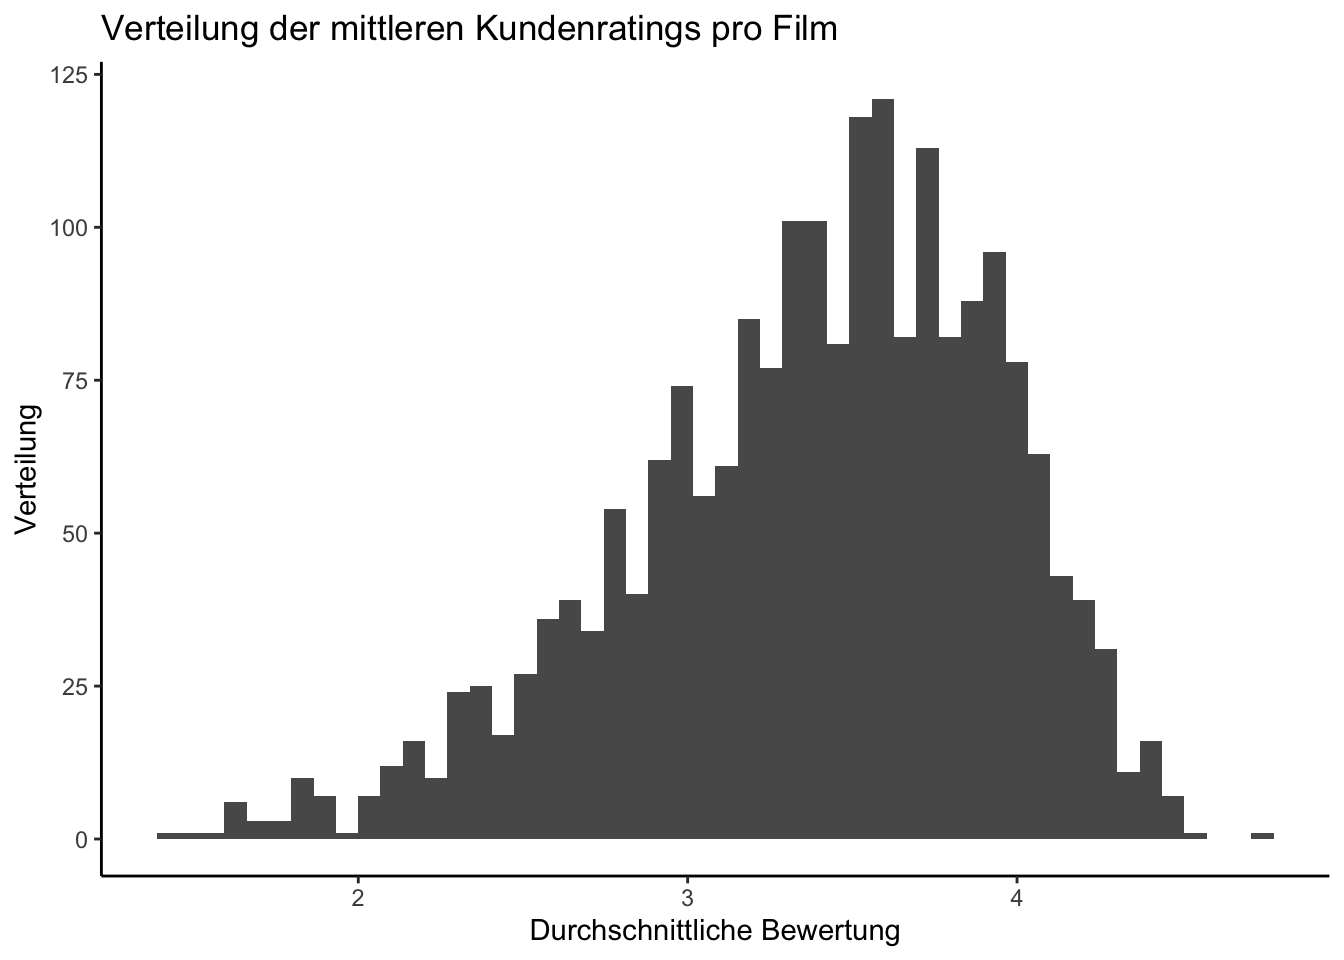 Verteilung der mittleren Kundenratings pro Film
125
100
75
50
25
0
Verteilung
2 3 4
Durchschnittliche Bewertung